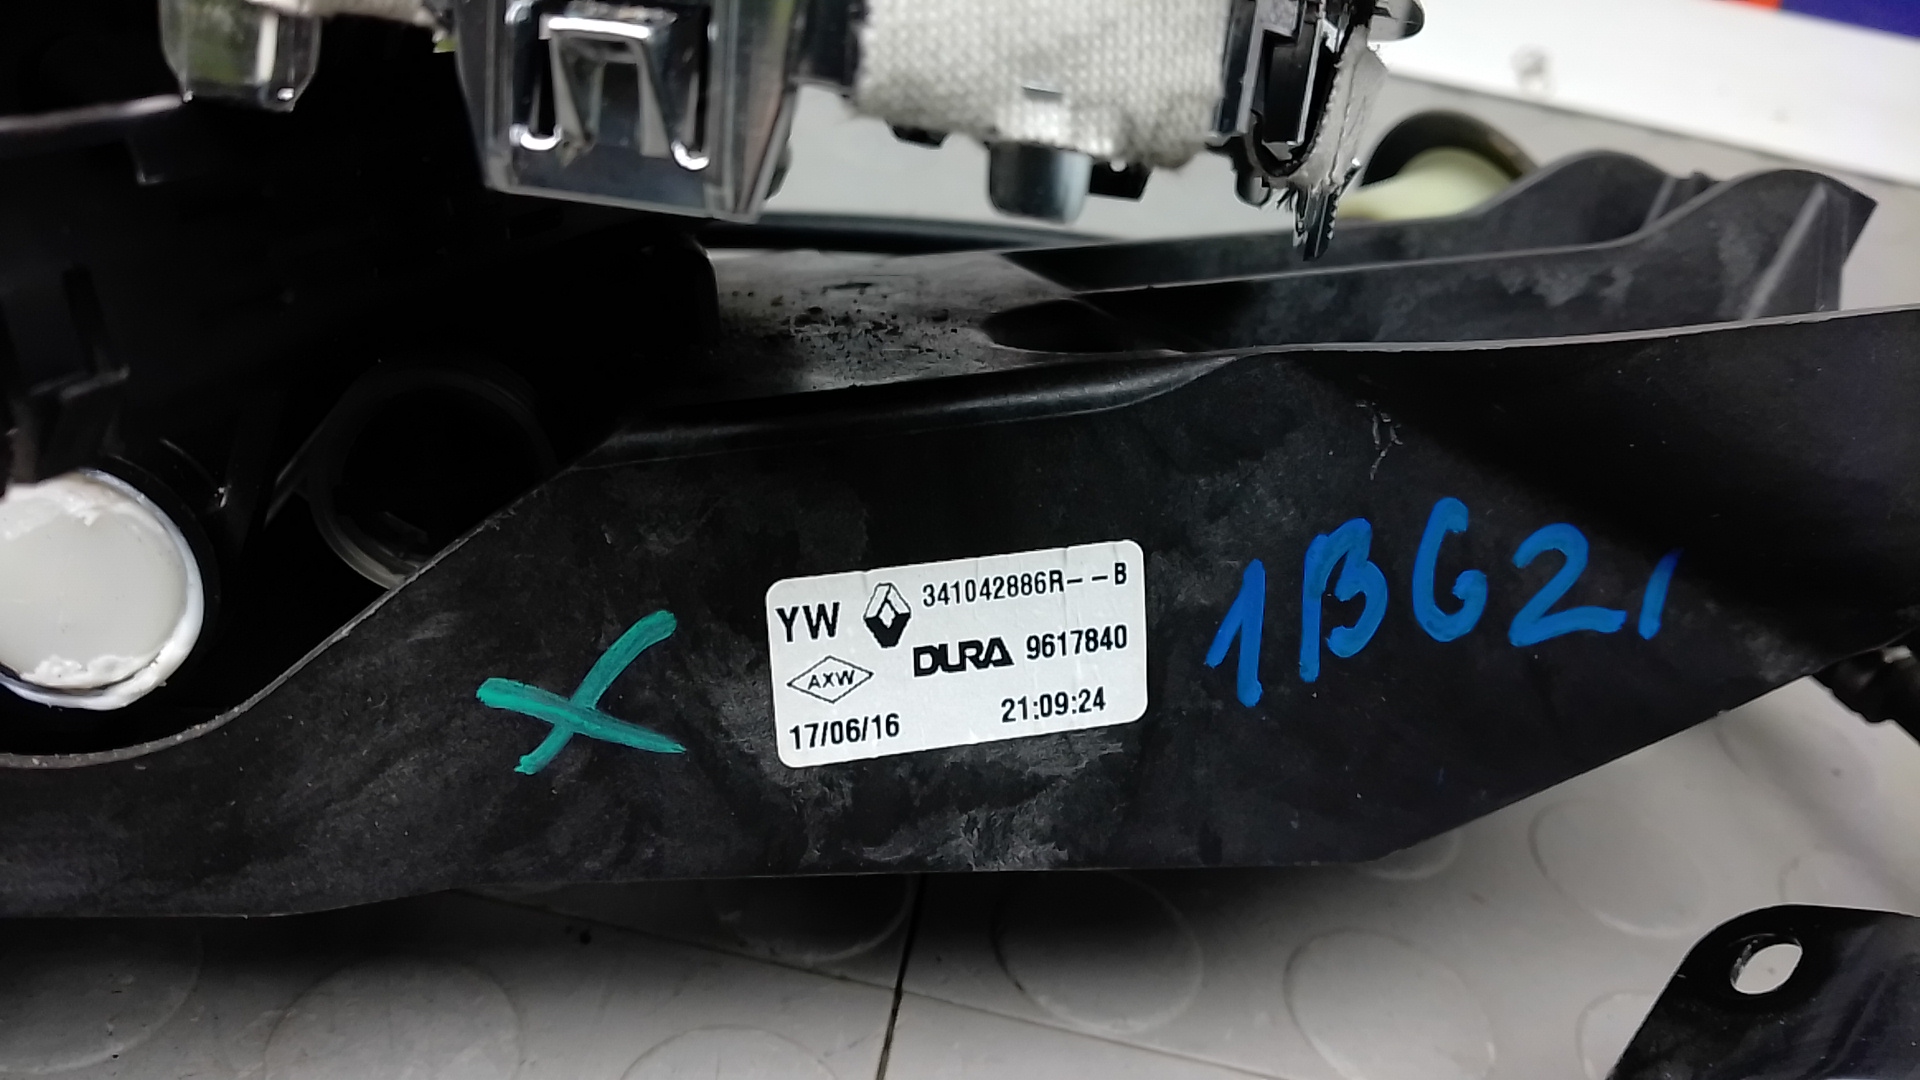 YW 341042886R--B
DURA 9617840
AXW
17/06/16 21:09:24
X
1BG21